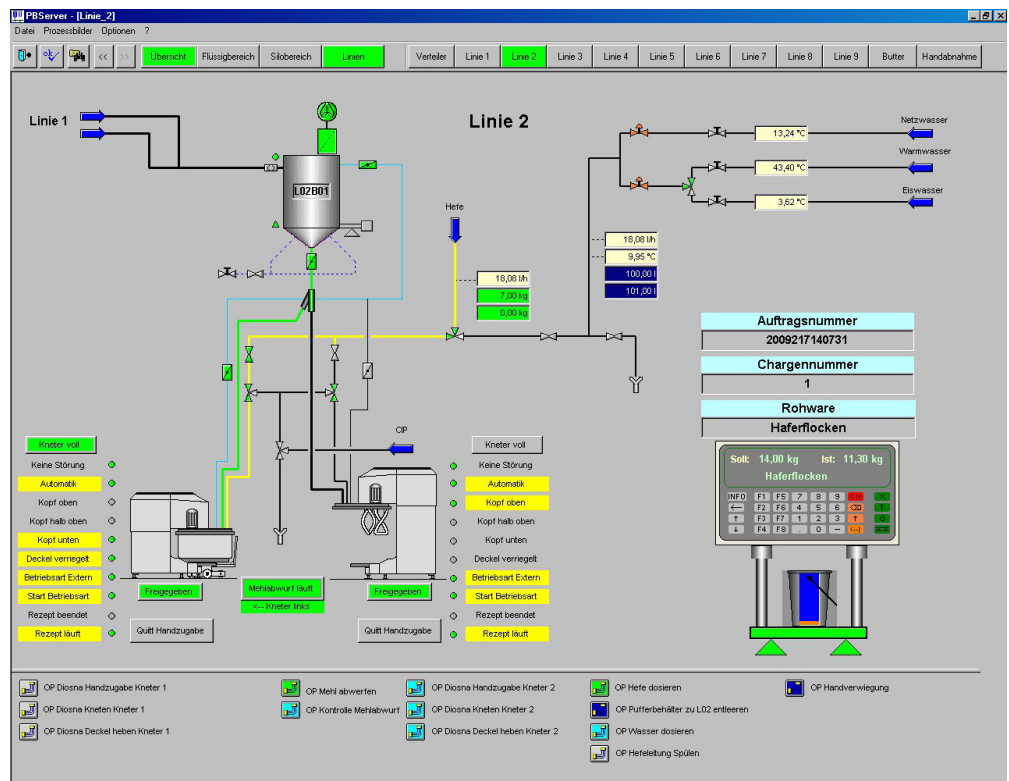 PBServer - [Linie_2]
Datei Prozessbilder Optionen ?
ok << >> Übersicht Flüssigbereich Silobereich Linien Verteiler Linie 1 Linie 2 Linie 3 Linie 4 Linie 5 Linie 6 Linie 7 Linie 8 Linie 9 Butter Handabnahme
Linie 1
Linie 2
Netzwasser
13,24 °C
Warmwasser
43,40 °C
Eiswasser
3,62 °C
L02B01
Hefe
18,08 l/h
9,95 °C
100,00 l
101,00 l
18,08 l/h
7,00 kg
0,00 kg
Auftragsnummer
2009217140731
Chargennummer
1
Rohware
Haferflocken
CIP
Kneter voll
Keine Störung
Automatik
Kopf oben
Kopf halb oben
Kopf unten
Deckel verriegelt
Betriebsart Extern
Start Betriebsart
Rezept beendet
Rezept läuft
Freigegeben
Quitt Handzugabe
Mehlabwurf läuft
<-- Kneter links
Freigegeben
Quitt Handzugabe
Kneter voll
Keine Störung
Automatik
Kopf oben
Kopf halb oben
Kopf unten
Deckel verriegelt
Betriebsart Extern
Start Betriebsart
Rezept beendet
Rezept läuft
Soll: 14,00 kg Ist: 11,30 kg
Haferflocken
INFO F1 F5 7 8 9
← F2 F6 4 5 6
↑ F3 F7 1 2 3 ↑
↓ F4 F8 . 0 –
OP Diosna Handzugabe Kneter 1
OP Diosna Kneten Kneter 1
OP Diosna Deckel heben Kneter 1
OP Mehl abwerfen
OP Kontrolle Mehlabwurf
OP Diosna Handzugabe Kneter 2
OP Diosna Kneten Kneter 2
OP Diosna Deckel heben Kneter 2
OP Hefe dosieren
OP Pufferbehälter zu L02 entleeren
OP Wasser dosieren
OP Hefeleitung Spülen
OP Handverwiegung